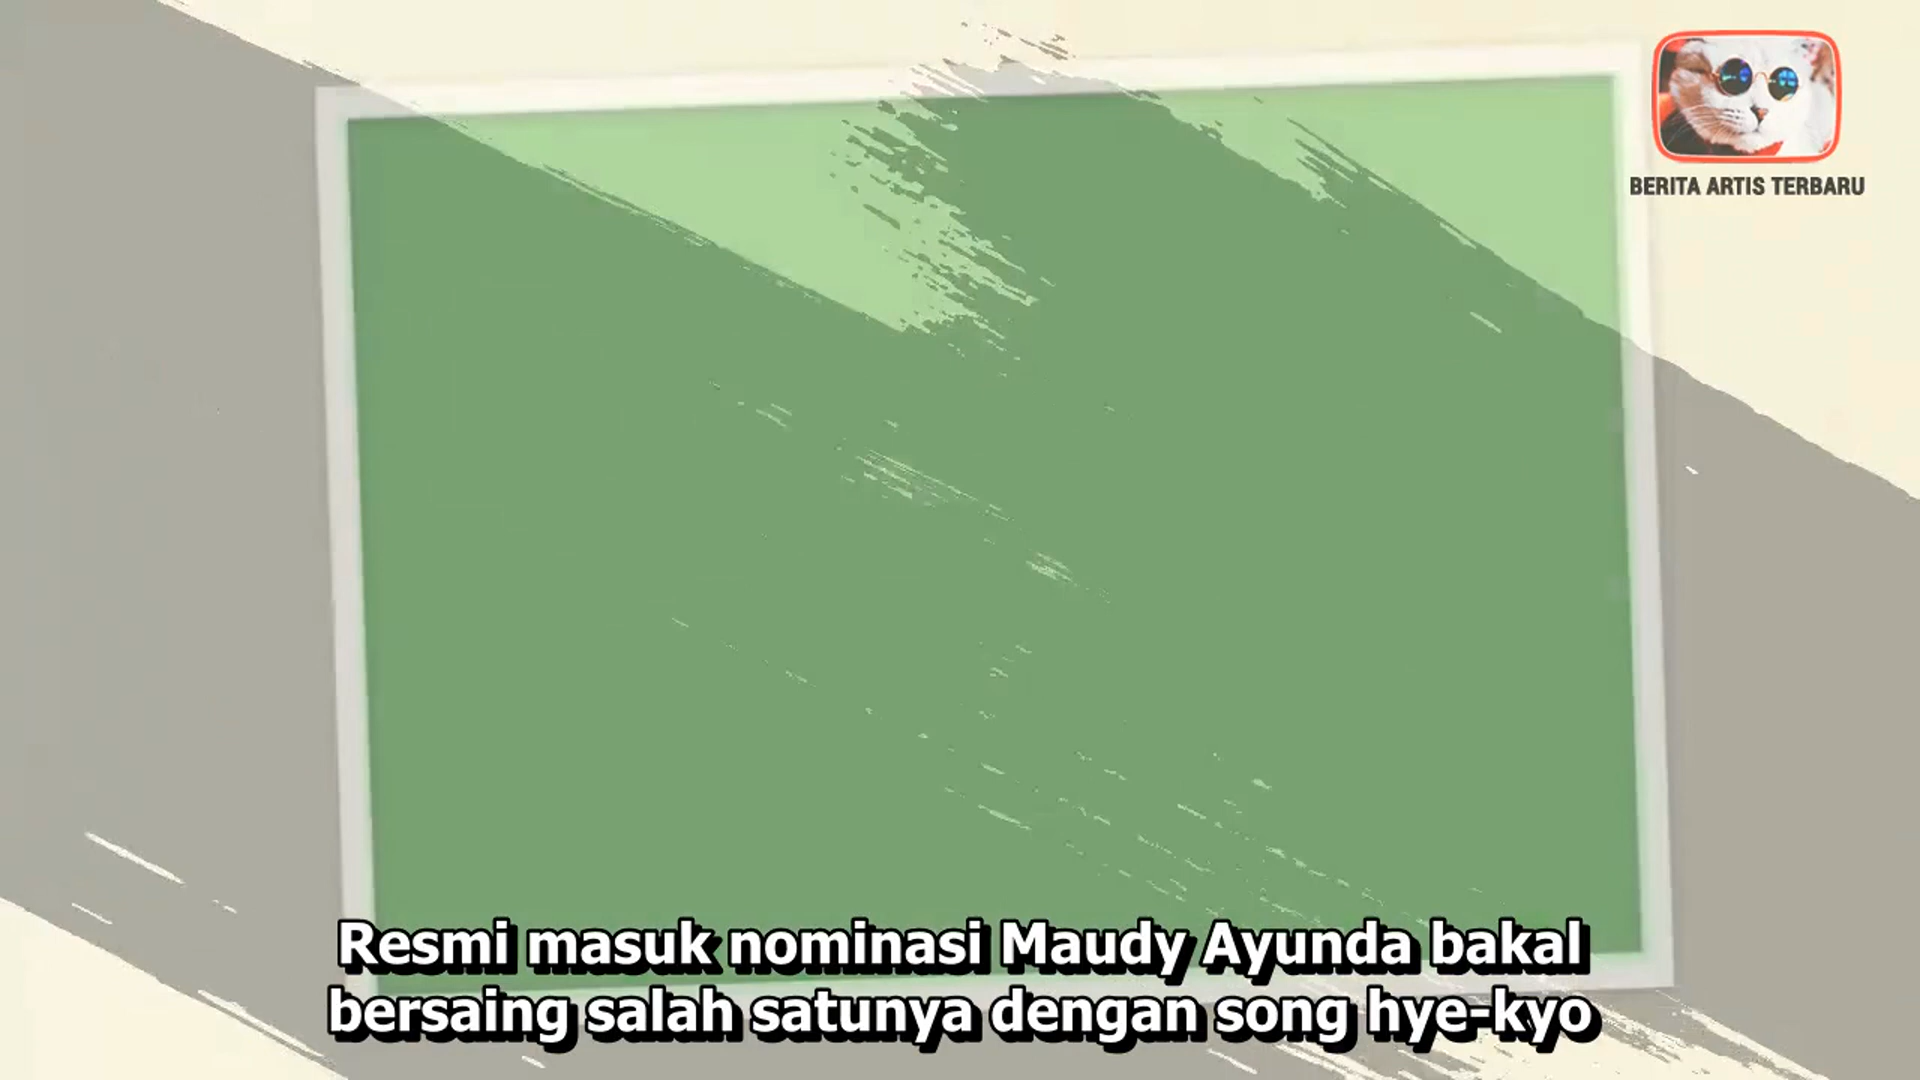 BERITA ARTIS TERBARU
Resmi masuk nominasi Maudy Ayunda bakal
bersaing salah satunya dengan song hye-kyo